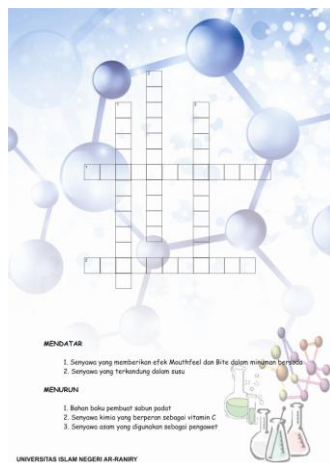 MENDATAR
1. Senyawa yang memberikan efek Mouthfeel dan Bite dalam minuman bersoda
2. Senyawa yang terkandung dalam susu
MENURUN
1. Bahan baku pembuat sabun padat
2. Senyawa kimia yang berperan sebagai vitamin C
3. Senyawa asam yang digunakan sebagai pengawet
UNIVERSITAS ISLAM NEGERI AR-RANIRY